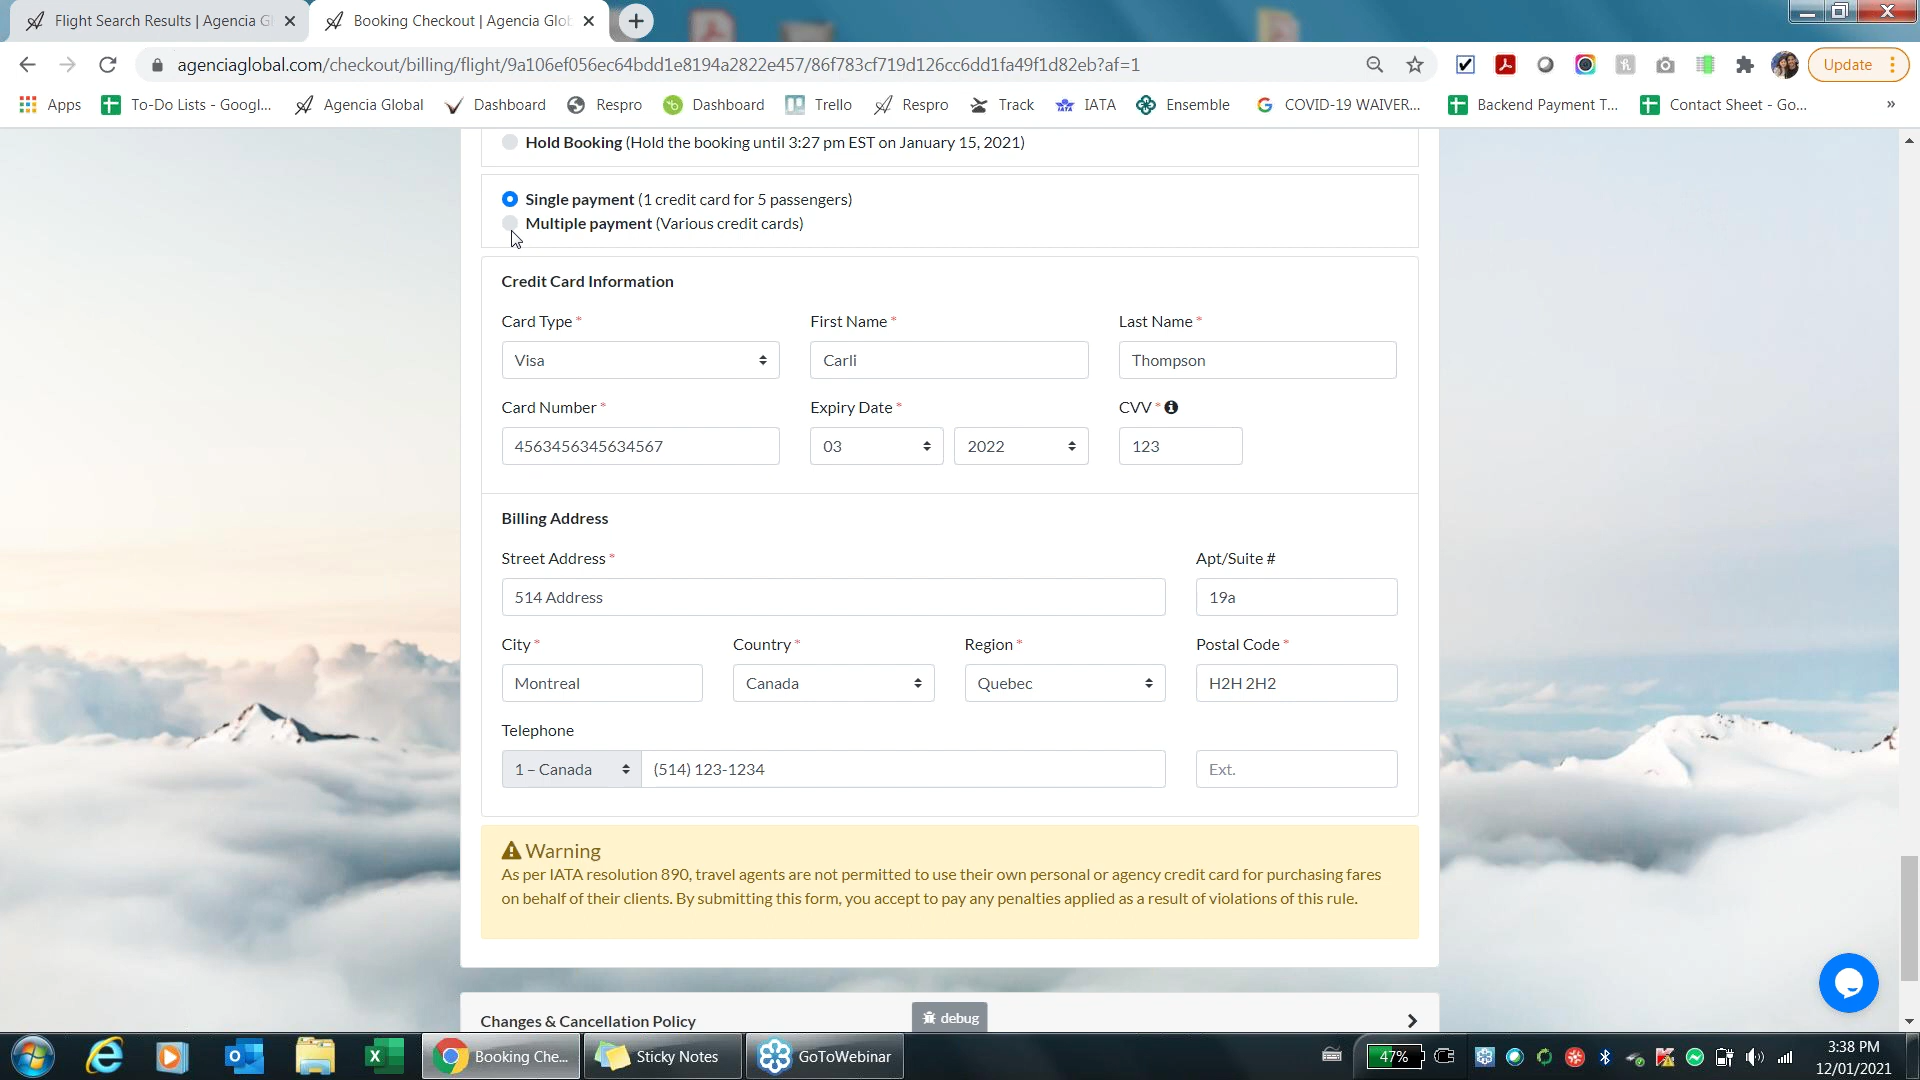 Flight Search Results | Agencia Gl
Booking Checkout | Agencia Glob
agenciaglobal.com/checkout/billing/flight/9a106ef056ec64bdd1e8194a2822e457/86f783cf719d126cc6dd1fa49f1d82eb?af=1
Update
Apps To-Do Lists - Googl... Agencia Global Dashboard Respro Dashboard Trello Respro Track IATA Ensemble COVID-19 WAIVER... Backend Payment T... Contact Sheet - Go... »
Hold Booking (Hold the booking until 3:27 pm EST on January 15, 2021)
Single payment (1 credit card for 5 passengers)
Multiple payment (Various credit cards)
Credit Card Information
Card Type * First Name * Last Name *
Visa Carli Thompson
Card Number * Expiry Date * CVV *
4563456345634567 03 2022 123
Billing Address
Street Address * Apt/Suite #
514 Address 19a
City * Country * Region * Postal Code *
Montreal Canada Quebec H2H 2H2
Telephone
1 – Canada (514) 123-1234 Ext.
Warning
As per IATA resolution 890, travel agents are not permitted to use their own personal or agency credit card for purchasing fares
on behalf of their clients. By submitting this form, you accept to pay any penalties applied as a result of violations of this rule.
Changes & Cancellation Policy
debug
Booking Che... Sticky Notes GoToWebinar 47% 3:38 PM
12/01/2021